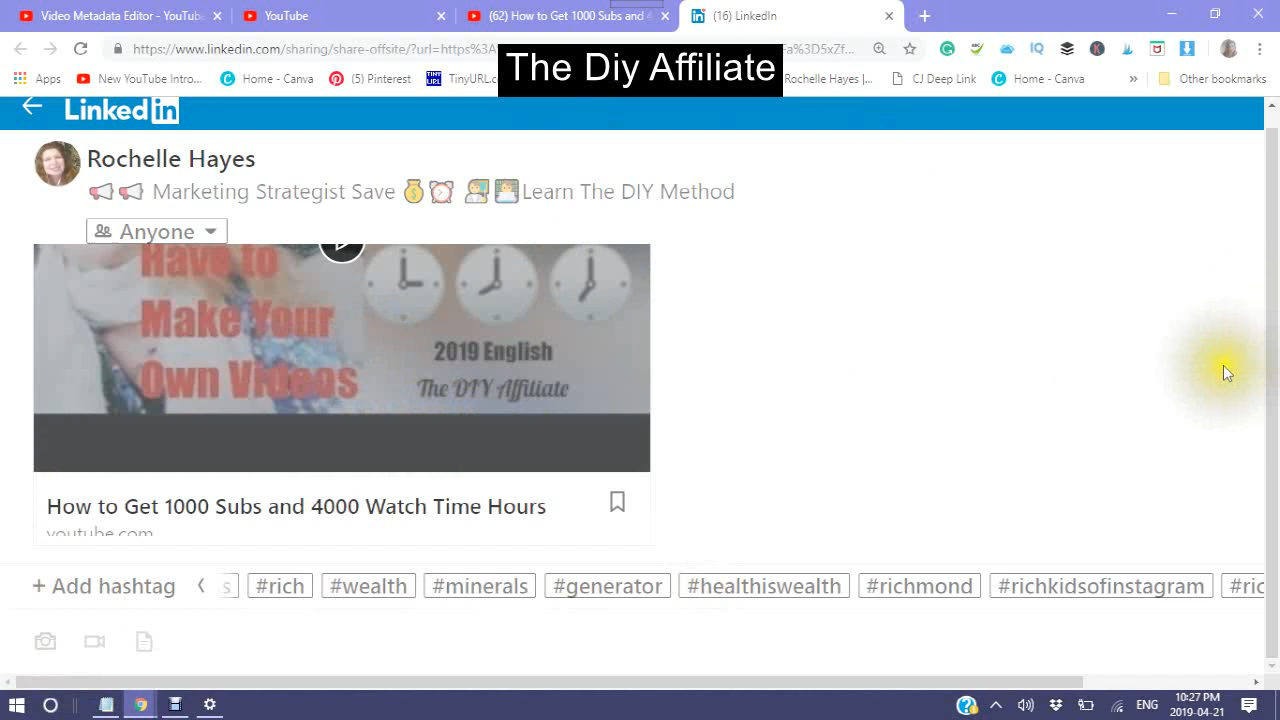 Video Metadata Editor - YouTub
YouTube
(62) How to Get 1000 Subs and 4
(16) LinkedIn
https://www.linkedin.com/sharing/share-offsite/?url=https%3A
The Diy Affiliate
Apps
New YouTube Intro...
Home - Canva
(5) Pinterest
TINY URL
TinyURL.c
Rochelle Hayes |...
CJ Deep Link
Home - Canva
Other bookmarks
Linked in
Rochelle Hayes
Marketing Strategist Save Learn The DIY Method
Anyone
Have to
Make Your
Own Videos
2019 English
The DIY Affiliate
How to Get 1000 Subs and 4000 Watch Time Hours
youtube.com
+ Add hashtag
#rich #wealth #minerals #generator #healthiswealth #richmond #richkidsofinstagram #ric
ENG
10:27 PM
2019-04-21